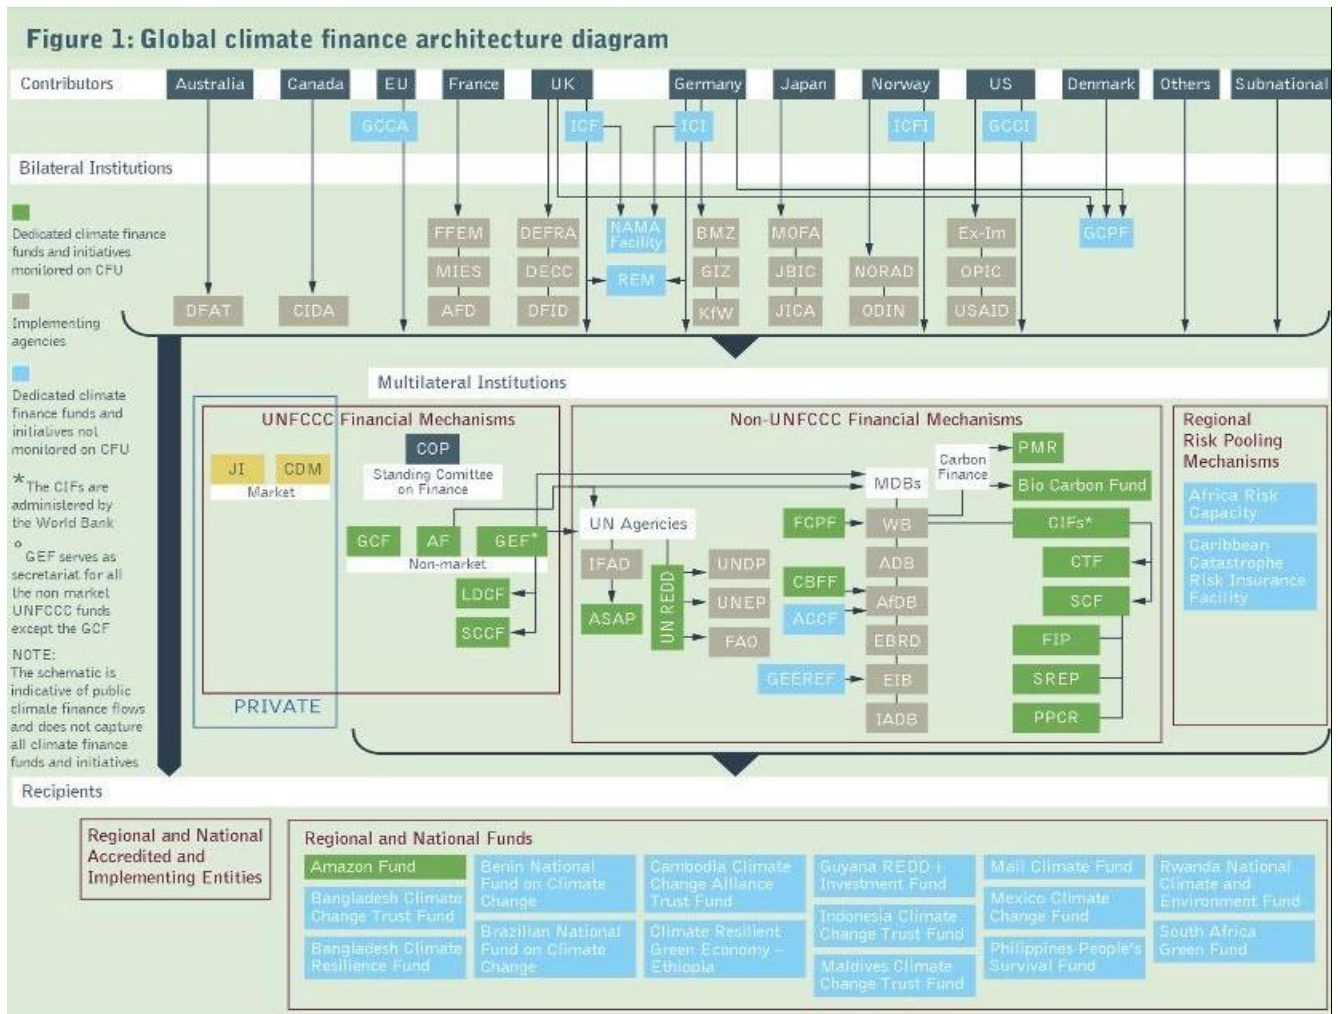 Figure 1: Global climate finance architecture diagram
Contributors
Australia
Canada
EU
France
UK
Germany
Japan
Norway
US
Denmark
Others
Subnational
GCCA
ICF
ICI
ICFI
GCCI
Bilateral Institutions
Dedicated climate finance
funds and initiatives
monitored on CFU
Implementing
agencies
Dedicated climate
finance funds and
initiatives not
monitored on CFU
*The CIFs are
administered by
the World Bank
° GEF serves as
secretariat for all
the non market
UNFCCC funds
except the GCF
NOTE:
The schematic is
indicative of public
climate finance flows
and does not capture
all climate finance
funds and initiatives
DFAT
CIDA
FFEM
MIES
AFD
DEFRA
DECC
DFID
NAMA
Facility
REM
BMZ
GIZ
KfW
MOFA
JBIC
JICA
NORAD
ODIN
Ex-Im
OPIC
USAID
GCPF
Multilateral Institutions
UNFCCC Financial Mechanisms
JI
CDM
Market
COP
Standing Comittee
on Finance
GCF
AF
GEF*
Non-market
LDCF
SCCF
PRIVATE
Non-UNFCCC Financial Mechanisms
UN Agencies
IFAD
ASAP
UN REDD
UNDP
UNEP
FAO
FCPF
CBFF
ACCF
GEEREF
MDBs
WB
ADB
AfDB
EBRD
EIB
IADB
Carbon
Finance
PMR
Bio Carbon Fund
CIFs*
CTF
SCF
FIP
SREP
PPCR
Regional
Risk Pooling
Mechanisms
Africa Risk
Capacity
Caribbean
Catastrophe
Risk Insurance
Facility
Recipients
Regional and National
Accredited and
Implementing Entities
Regional and National Funds
Amazon Fund
Bangladesh Climate
Change Trust Fund
Bangladesh Climate
Resilience Fund
Benin National
Fund on Climate
Change
Brazilian National
Fund on Climate
Change
Cambodia Climate
Change Alliance
Trust Fund
Climate Resilient
Green Economy –
Ethiopia
Guyana REDD+
Investment Fund
Indonesia Climate
Change Trust Fund
Maldives Climate
Change Trust Fund
Mali Climate Fund
Mexico Climate
Change Fund
Philippines People's
Survival Fund
Rwanda National
Climate and
Environment Fund
South Africa
Green Fund